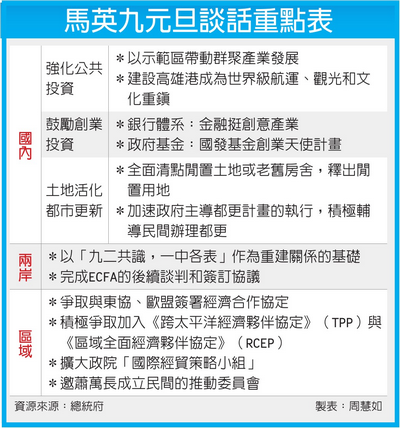 馬英九元旦談話重點表
國內
強化公共
投資
＊以示範區帶動群聚產業發展
＊建設高雄港成為世界級航運、觀光和文
化重鎮
鼓勵創業
投資
＊銀行體系：金融挺創意產業
＊政府基金：國發基金創業天使計畫
土地活化
都市更新
＊全面清點閒置土地或老舊房舍，釋出閒
置用地
＊加速政府主導都更計畫的執行，積極輔
導民間辦理都更
兩岸
＊以「九二共識，一中各表」作為重建關係的基礎
＊完成ECFA的後續談判和簽訂協議
區域
＊爭取與東協、歐盟簽署經濟合作協定
＊積極爭取加入《跨太平洋經濟夥伴協定》（TPP）與
《區域全面經濟夥伴協定》（RCEP）
＊擴大政院「國際經貿策略小組」
＊邀蕭萬長成立民間的推動委員會
資源來源：總統府
製表：周慧如